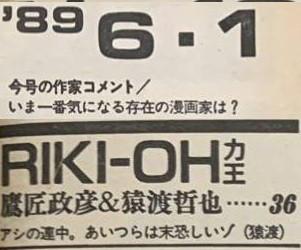 '89 6・1
今号の作家コメント/
いま一番気になる存在の漫画家は?
RIKI-OH力王
鷹匠政彦&猿渡哲也……36
アシの連中。あいつらは末恐しいゾ(猿渡)